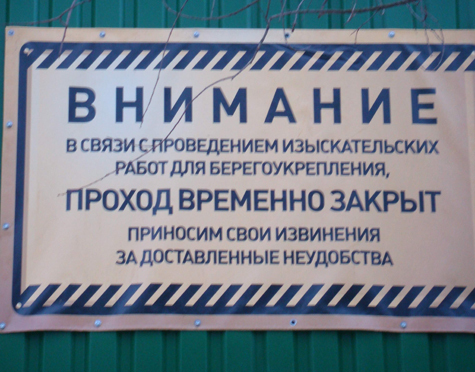 ВНИМАНИЕ
В СВЯЗИ С ПРОВЕДЕНИЕМ ИЗЫСКАТЕЛЬСКИХ
РАБОТ ДЛЯ БЕРЕГОУКРЕПЛЕНИЯ,
ПРОХОД ВРЕМЕННО ЗАКРЫТ
ПРИНОСИМ СВОИ ИЗВИНЕНИЯ
ЗА ДОСТАВЛЕННЫЕ НЕУДОБСТВА